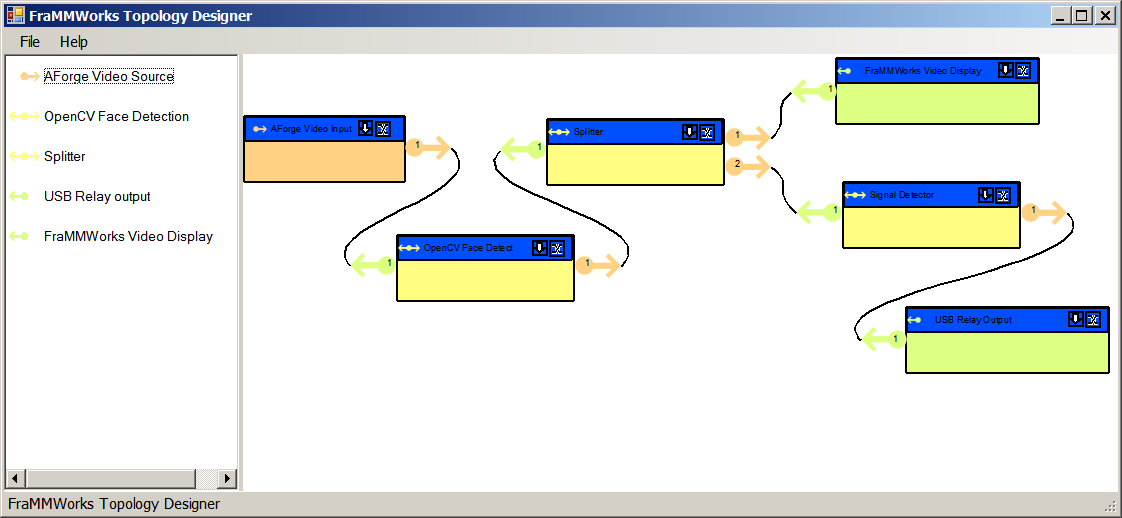 FraMMWorks Topology Designer
File Help
AForge Video Source
OpenCV Face Detection
Splitter
USB Relay output
FraMMWorks Video Display
AForge Video Input
1
1
OpenCV Face Detect
1
1
Splitter
1
2
1
FraMMWorks Video Display
1
Signal Detector
1
1
USB Relay Output
FraMMWorks Topology Designer